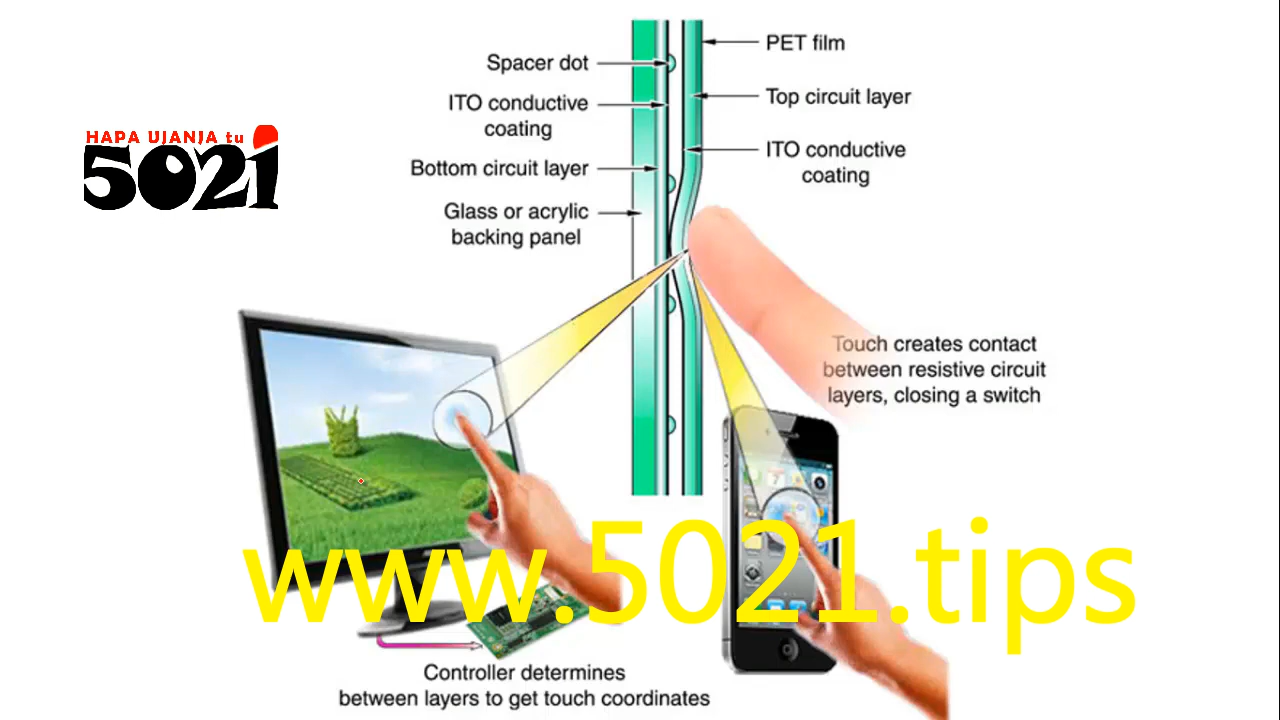 PET film
Spacer dot
Top circuit layer
ITO conductive
coating
HAPA UJANJA tu
5021
ITO conductive
coating
Bottom circuit layer
Glass or acrylic
backing panel
Touch creates contact
between resistive circuit
layers, closing a switch
www.5021.tips
Controller determines
between layers to get touch coordinates